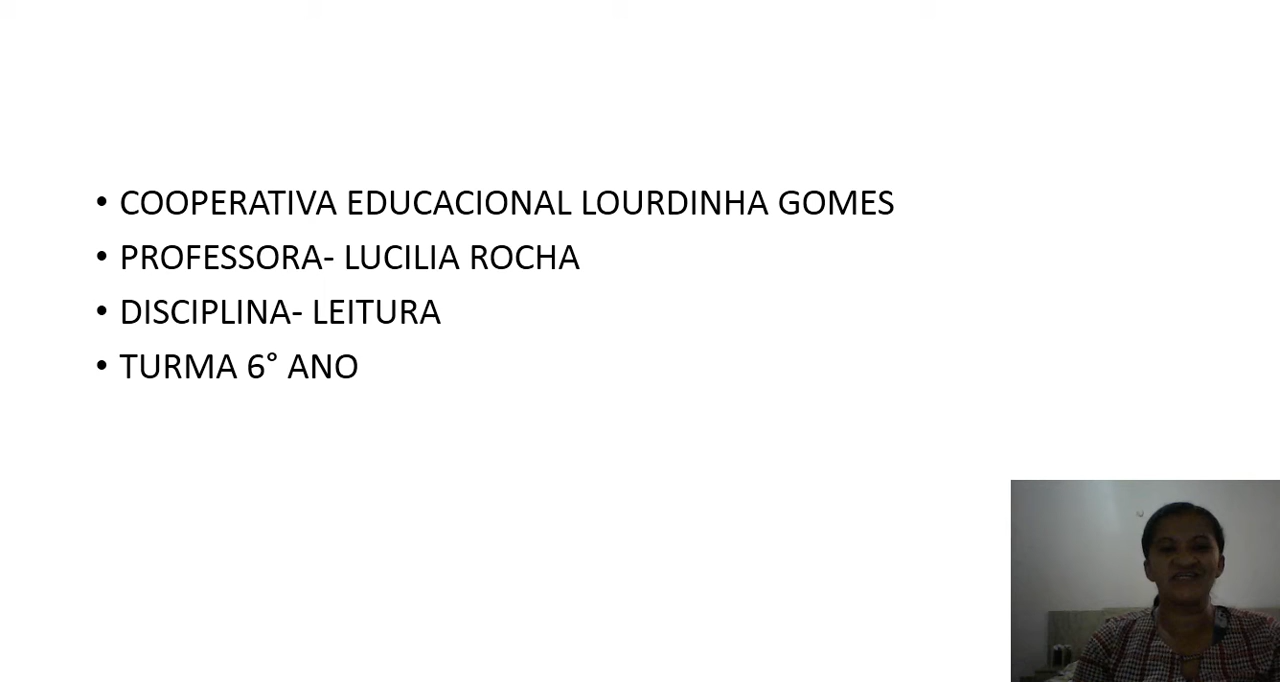 • COOPERATIVA EDUCACIONAL LOURDINHA GOMES
• PROFESSORA- LUCILIA ROCHA
• DISCIPLINA- LEITURA
• TURMA 6° ANO